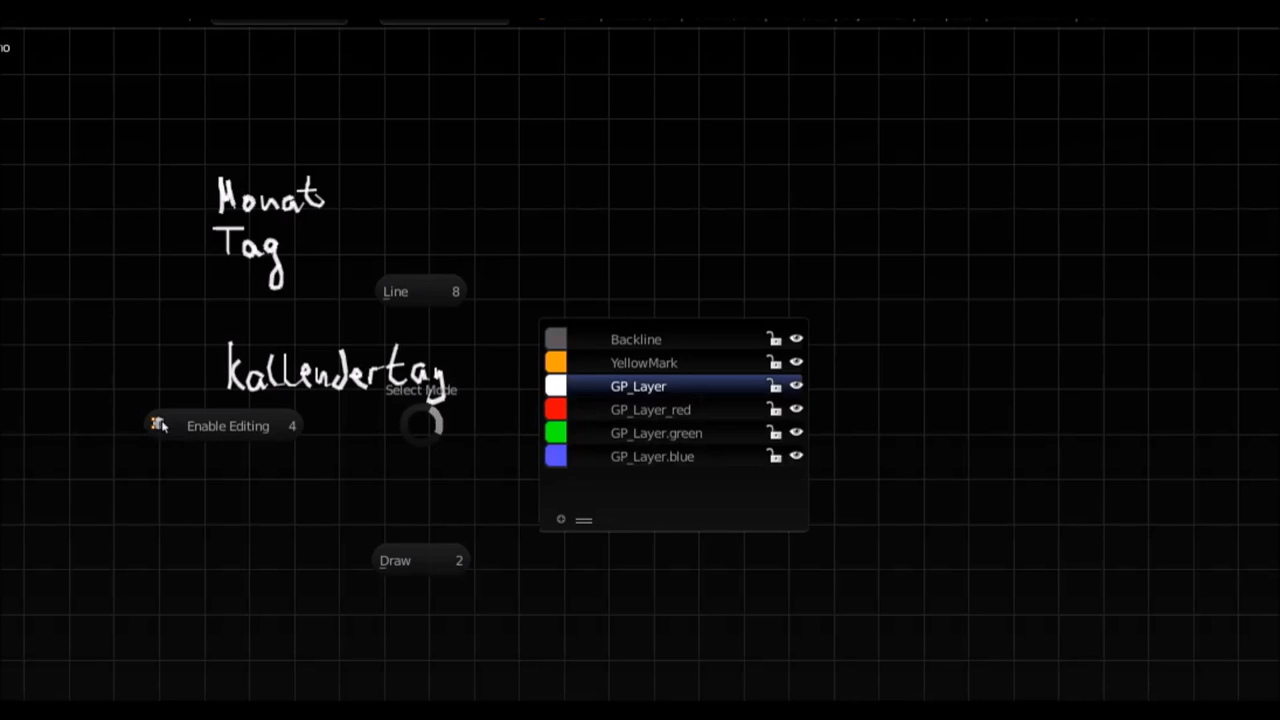 no
Monat
Tag
Line 8
kallendertag
Select Mode
Enable Editing 4
Backline
YellowMark
GP_Layer
GP_Layer_red
GP_Layer.green
GP_Layer.blue
Draw 2